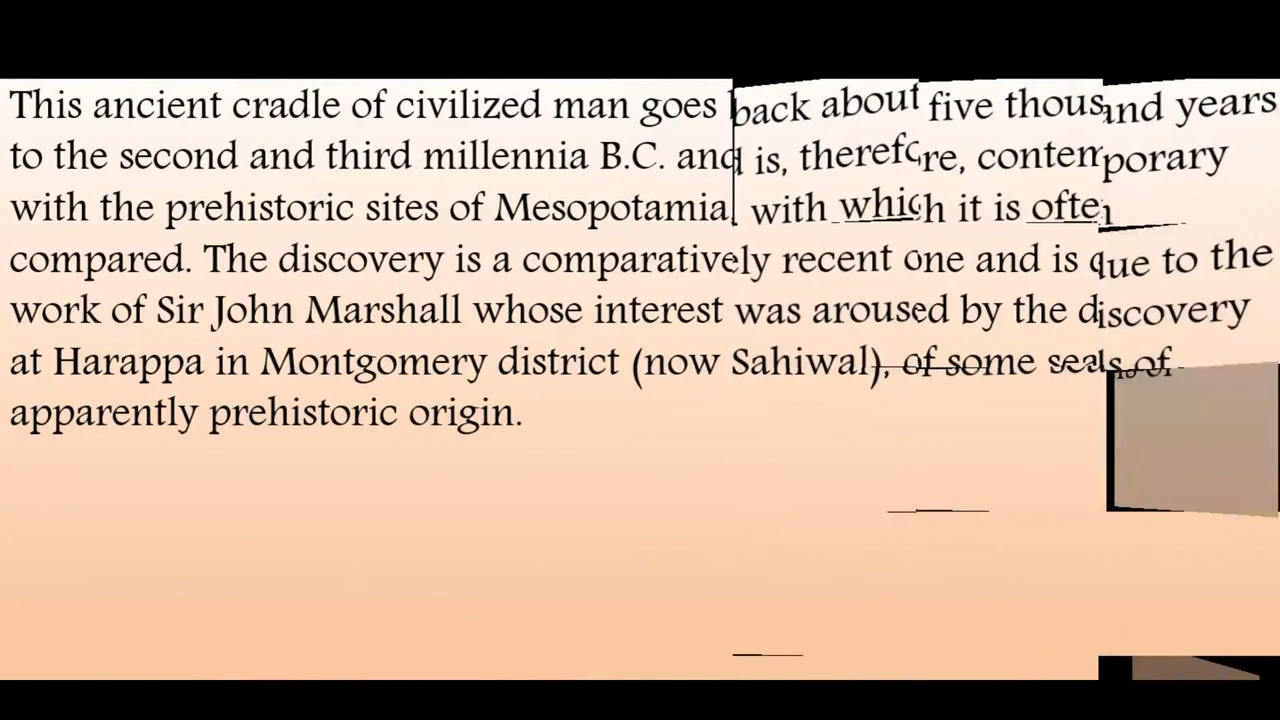 This ancient cradle of civilized man goes back about five thousand years
to the second and third millennia B.C. and is, therefore, contemporary
with the prehistoric sites of Mesopotamia, with which it is often
compared. The discovery is a comparatively recent one and is due to the
work of Sir John Marshall whose interest was aroused by the discovery
at Harappa in Montgomery district (now Sahiwal), of some seals of
apparently prehistoric origin.